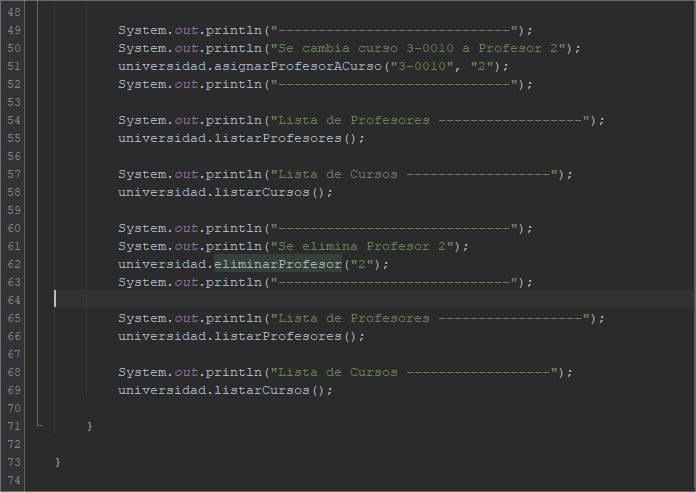 48
49 System.out.println("-----------------------------");
50 System.out.println("Se cambia curso 3-0010 a Profesor 2");
51 universidad.asignarProfesorACurso("3-0010", "2");
52 System.out.println("-----------------------------");
53
54 System.out.println("Lista de Profesores ------------------");
55 universidad.listarProfesores();
56
57 System.out.println("Lista de Cursos ------------------");
58 universidad.listarCursos();
59
60 System.out.println("-----------------------------");
61 System.out.println("Se elimina Profesor 2");
62 universidad.eliminarProfesor("2");
63 System.out.println("-----------------------------");
64
65 System.out.println("Lista de Profesores ------------------");
66 universidad.listarProfesores();
67
68 System.out.println("Lista de Cursos ------------------");
69 universidad.listarCursos();
70
71 }
72
73 }
74